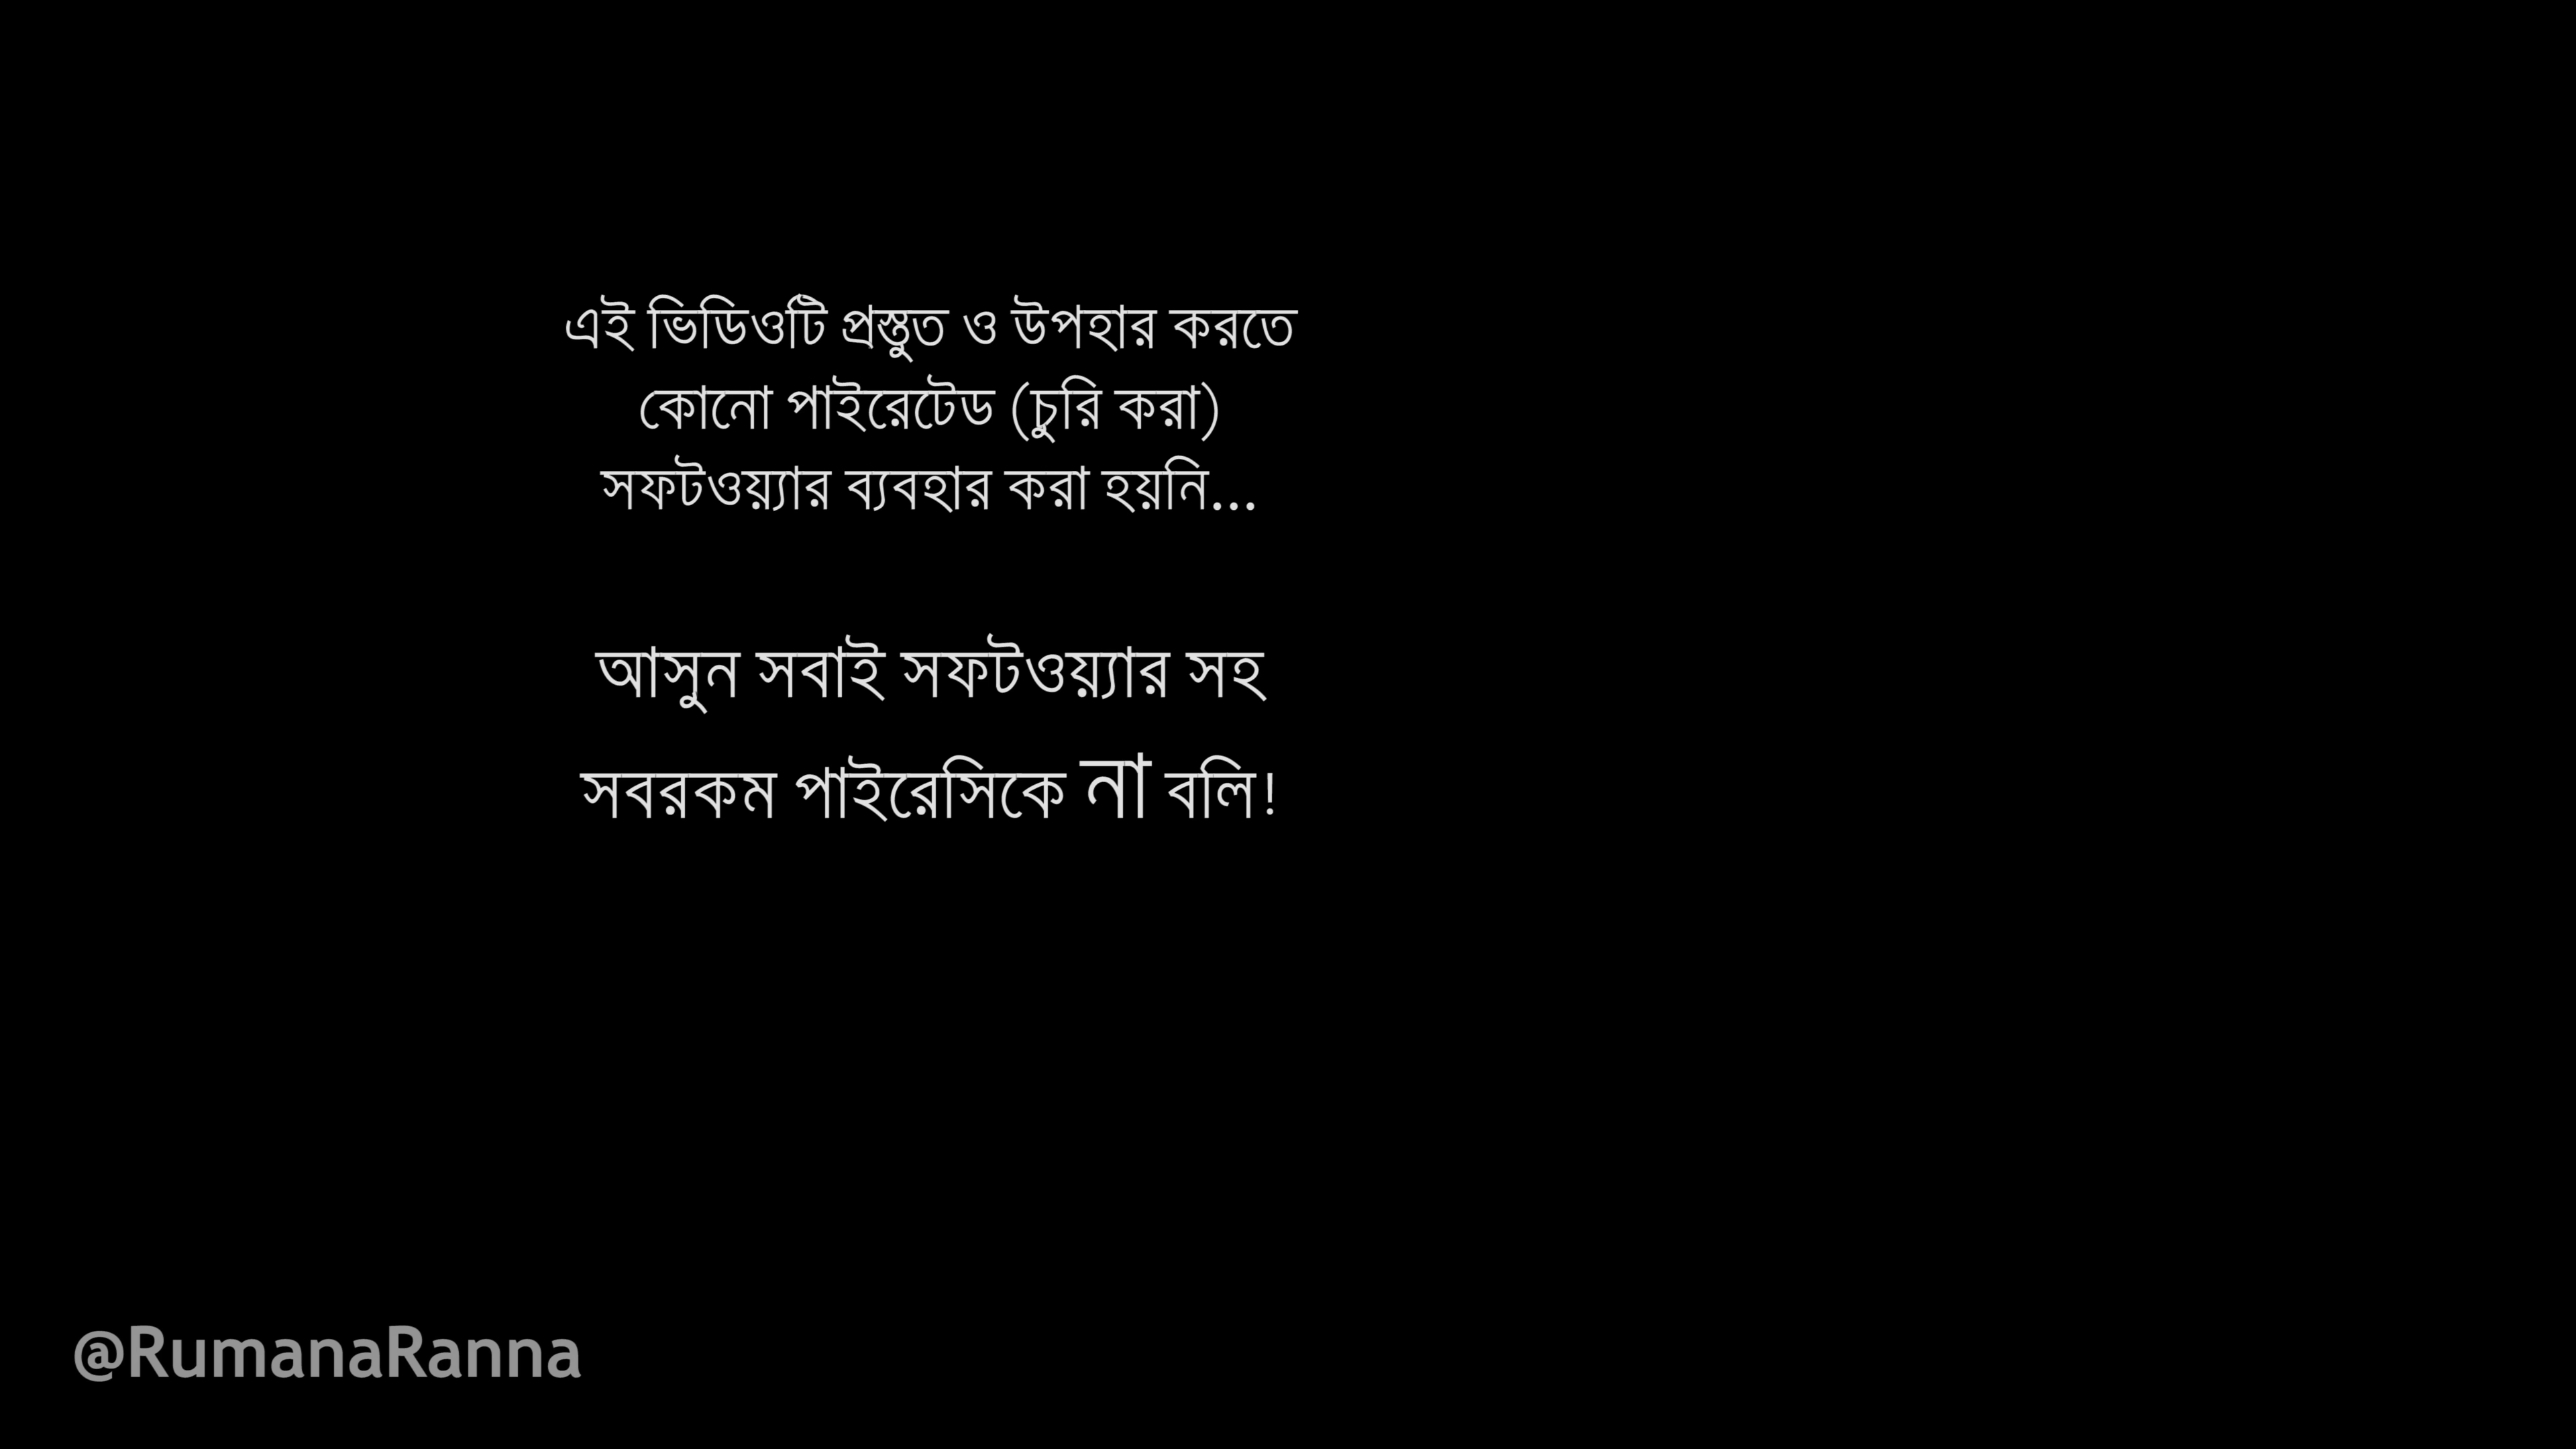 এই ভিডিওটি প্রস্তুত ও উপহার করতে
কোনো পাইরেটেড (চুরি করা)
সফটওয়্যার ব্যবহার করা হয়নি...
আসুন সবাই সফটওয়্যার সহ
সবরকম পাইরেসিকে না বলি!
@RumanaRanna